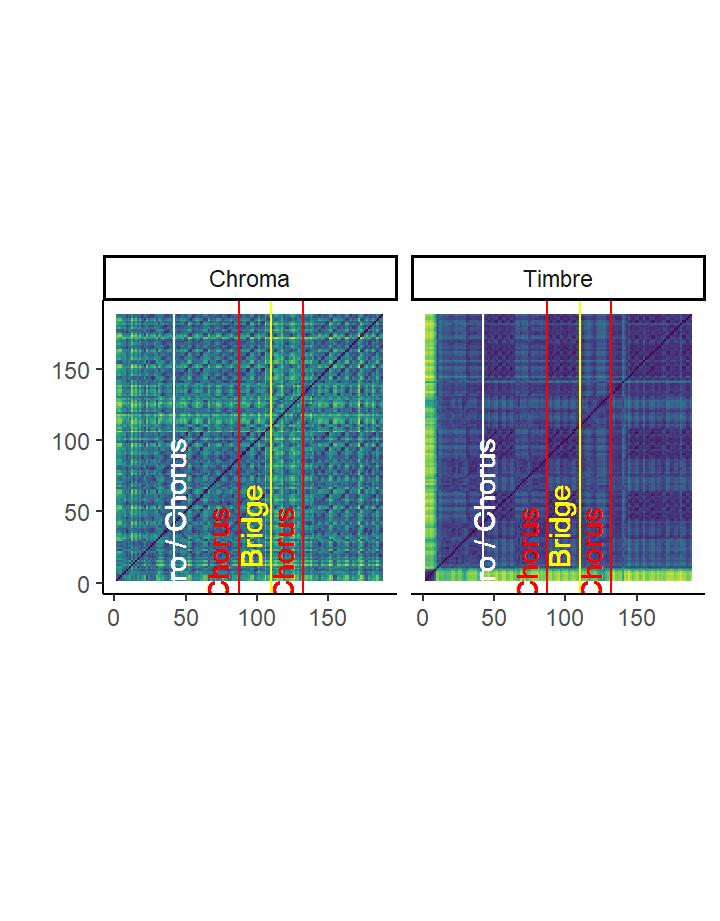 Chroma
Timbre
150
100
50
0
ro / Chorus
Chorus
Bridge
Chorus
ro / Chorus
Chorus
Bridge
Chorus
0 50 100 150
0 50 100 150